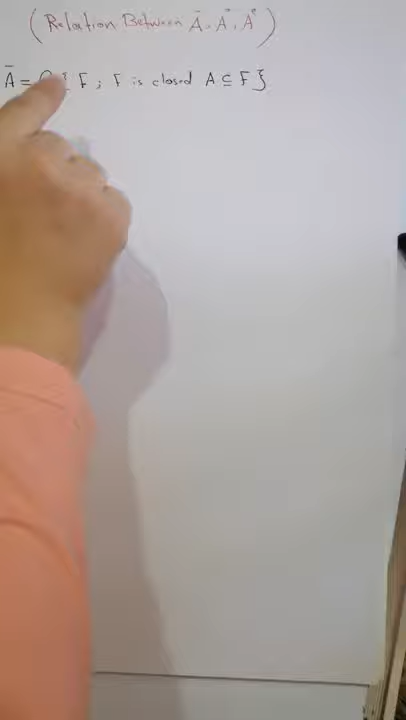 (Relation Between Ā, A°, A°)
Ā = ∩{ F ; F is closed A ⊆ F }